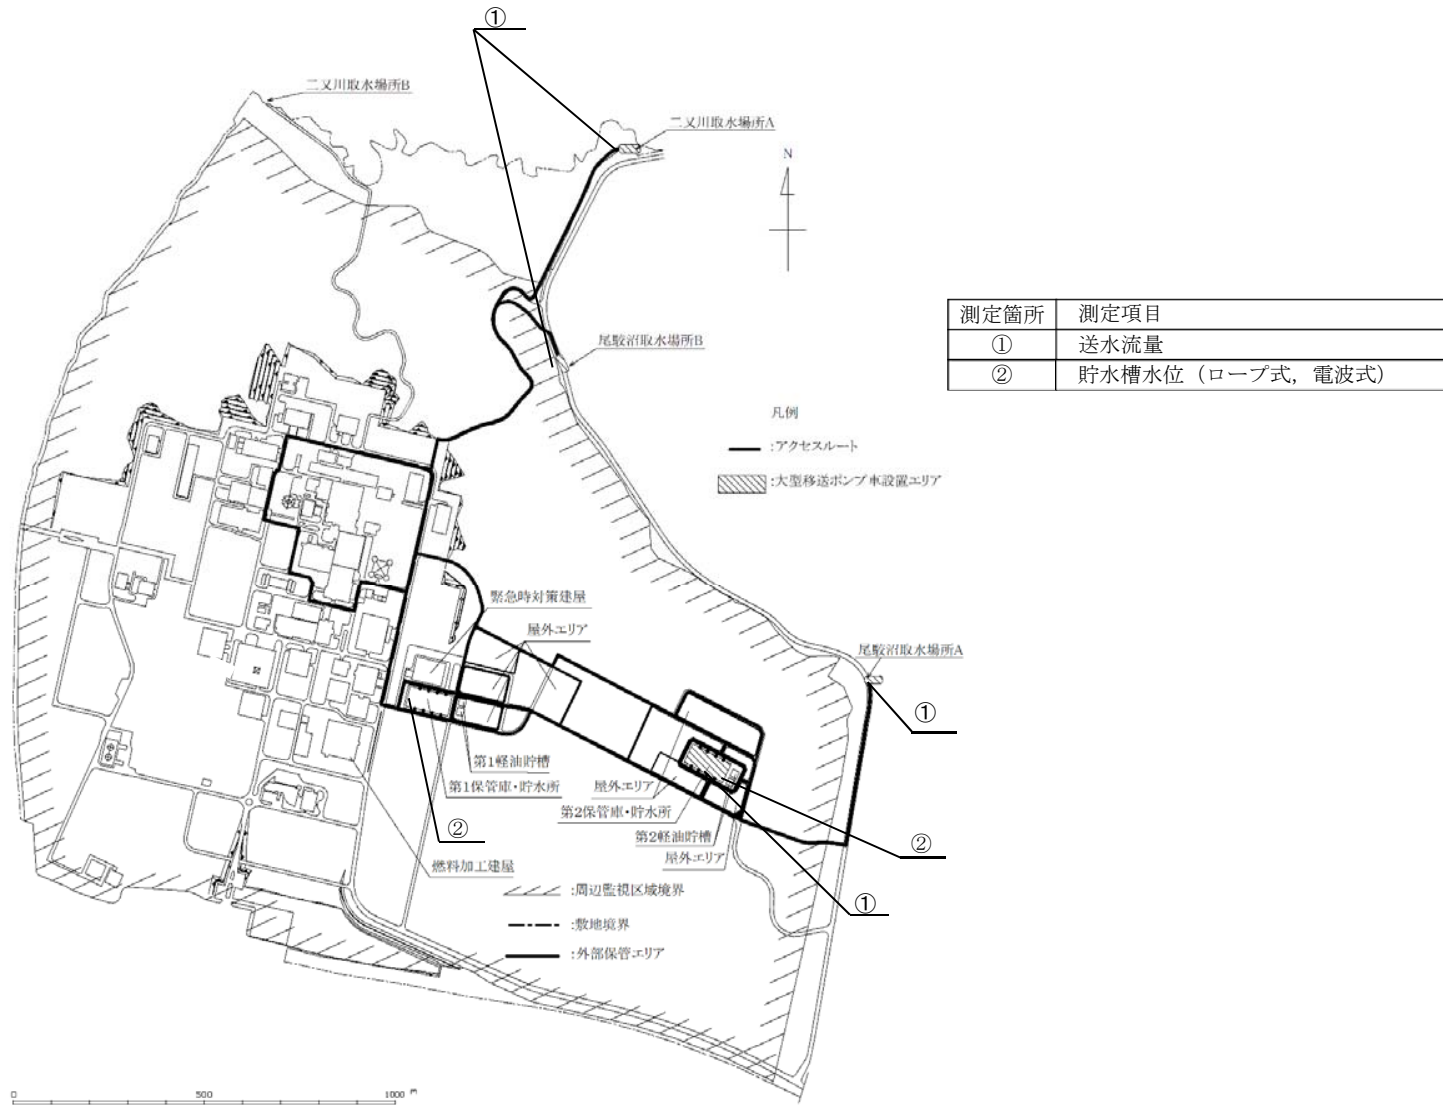 ①
二又川取水場所B
二又川取水場所A
N
尾駮沼取水場所B
測定箇所 測定項目
① 送水流量
② 貯水槽水位（ロープ式，電波式）
凡例
:アクセスルート
:大型移送ポンプ車設置エリア
緊急時対策建屋
屋外エリア
尾駮沼取水場所A
①
第1軽油貯槽
第1保管庫・貯水所
屋外エリア
第2保管庫・貯水所
②
第2軽油貯槽
②
屋外エリア
燃料加工建屋
:周辺監視区域境界
①
:敷地境界
:外部保管エリア
0 500 1000 m